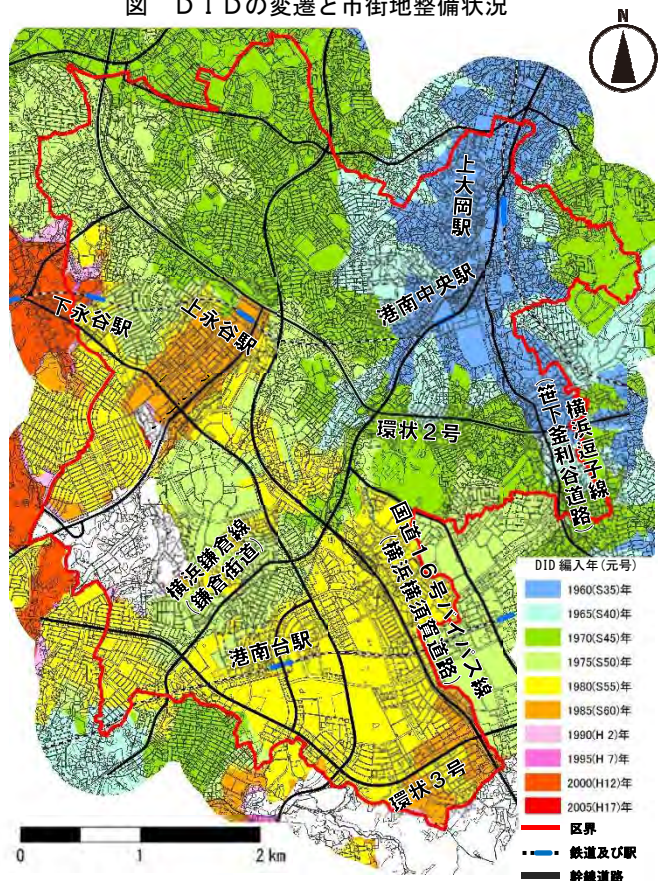 図 DIDの変遷と市街地整備状況
N
上大岡駅
港南中央駅
下永谷駅
上永谷駅
環状2号
横浜逗子線
(笹下釜利谷道路)
横浜鎌倉線
(鎌倉街道)
国道16号バイパス線
(横浜横須賀道路)
港南台駅
環状3号
DID 編入年(元号)
1960(S35)年
1965(S40)年
1970(S45)年
1975(S50)年
1980(S55)年
1985(S60)年
1990(H 2)年
1995(H 7)年
2000(H12)年
2005(H17)年
区界
鉄道及び駅
幹線道路
0 1 2 km